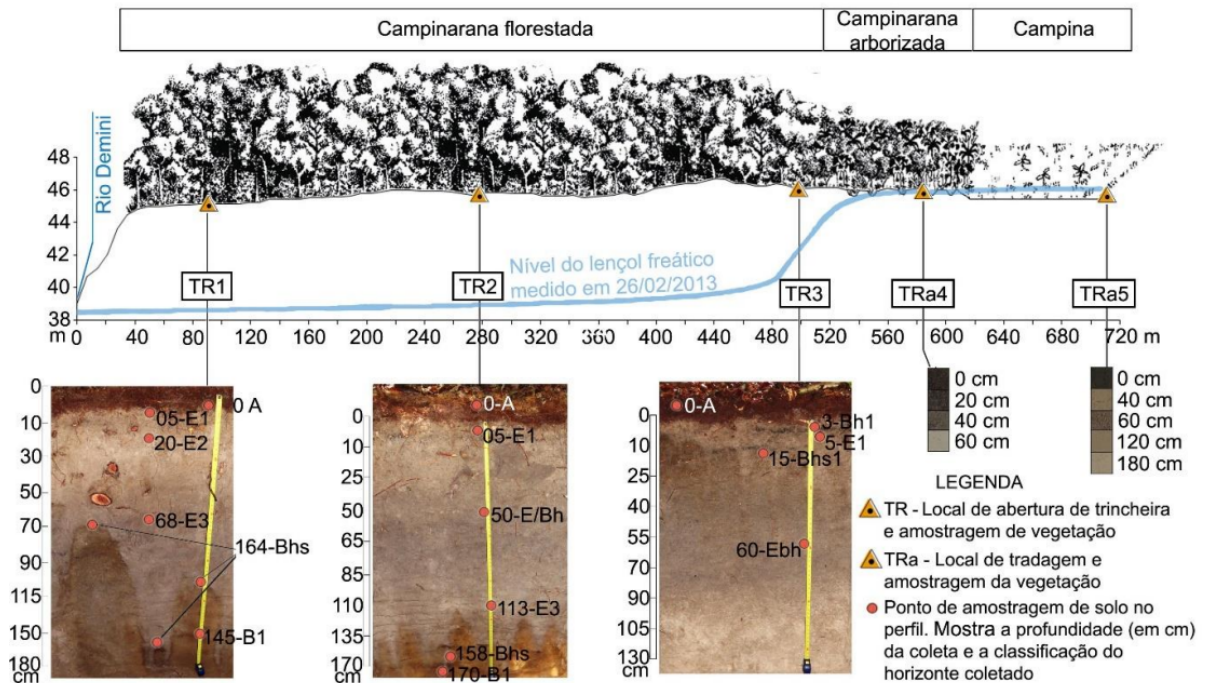 Campinarana florestada
Campinarana
arborizada
Campina
Rio Demini
48
46
44
42
40
38
m
Nível do lençol freático
medido em 26/02/2013
TR1
TR2
TR3
TRa4
TRa5
0 40 80 120 160 200 240 280 320 360 400 440 480 520 560 600 640 680 720 m
0
10
30
50
70
90
115
150
180
cm
0 A
05-E1
20-E2
68-E3
164-Bhs
145-B1
0
10
35
50
65
85
110
135
170
cm
0-A
05-E1
50-E/Bh
113-E3
158-Bhs
170-B1
0
10
25
35
55
70
90
105
130
cm
0-A
3-Bh1
5-E1
15-Bhs1
60-Ebh
0 cm
20 cm
40 cm
60 cm
0 cm
40 cm
60 cm
120 cm
180 cm
LEGENDA
TR - Local de abertura de trincheira
e amostragem de vegetação
TRa - Local de tradagem e
amostragem da vegetação
Ponto de amostragem de solo no
perfil. Mostra a profundidade (em cm)
da coleta e a classificação do
horizonte coletado